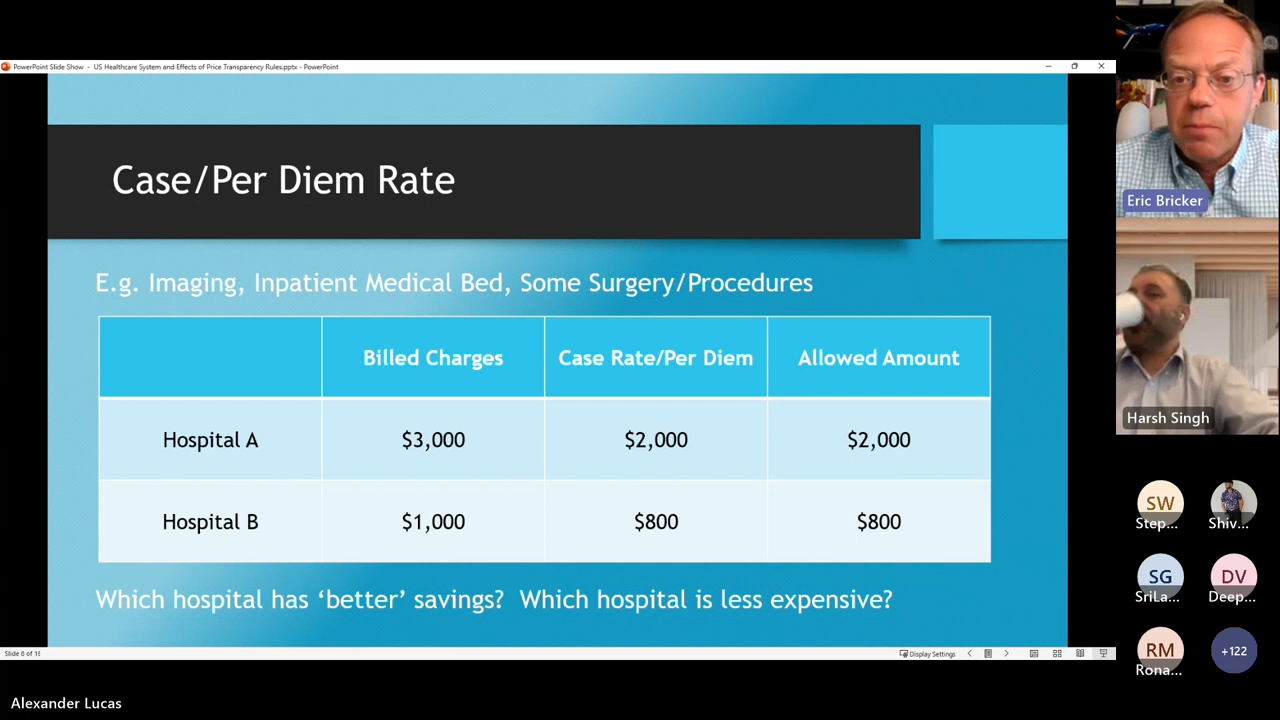 PowerPoint Slide Show - US Healthcare System and Effects of Price Transparency Rules.pptx - PowerPoint
Case/Per Diem Rate
E.g. Imaging, Inpatient Medical Bed, Some Surgery/Procedures
Billed Charges Case Rate/Per Diem Allowed Amount
Hospital A $3,000 $2,000 $2,000
Hospital B $1,000 $800 $800
Which hospital has ‘better’ savings? Which hospital is less expensive?
Slide 8 of 16
Display Settings
Eric Bricker
Harsh Singh
SW
Step... Shiv...
SG DV
SriLa... Deep...
RM +122
Rona...
Alexander Lucas